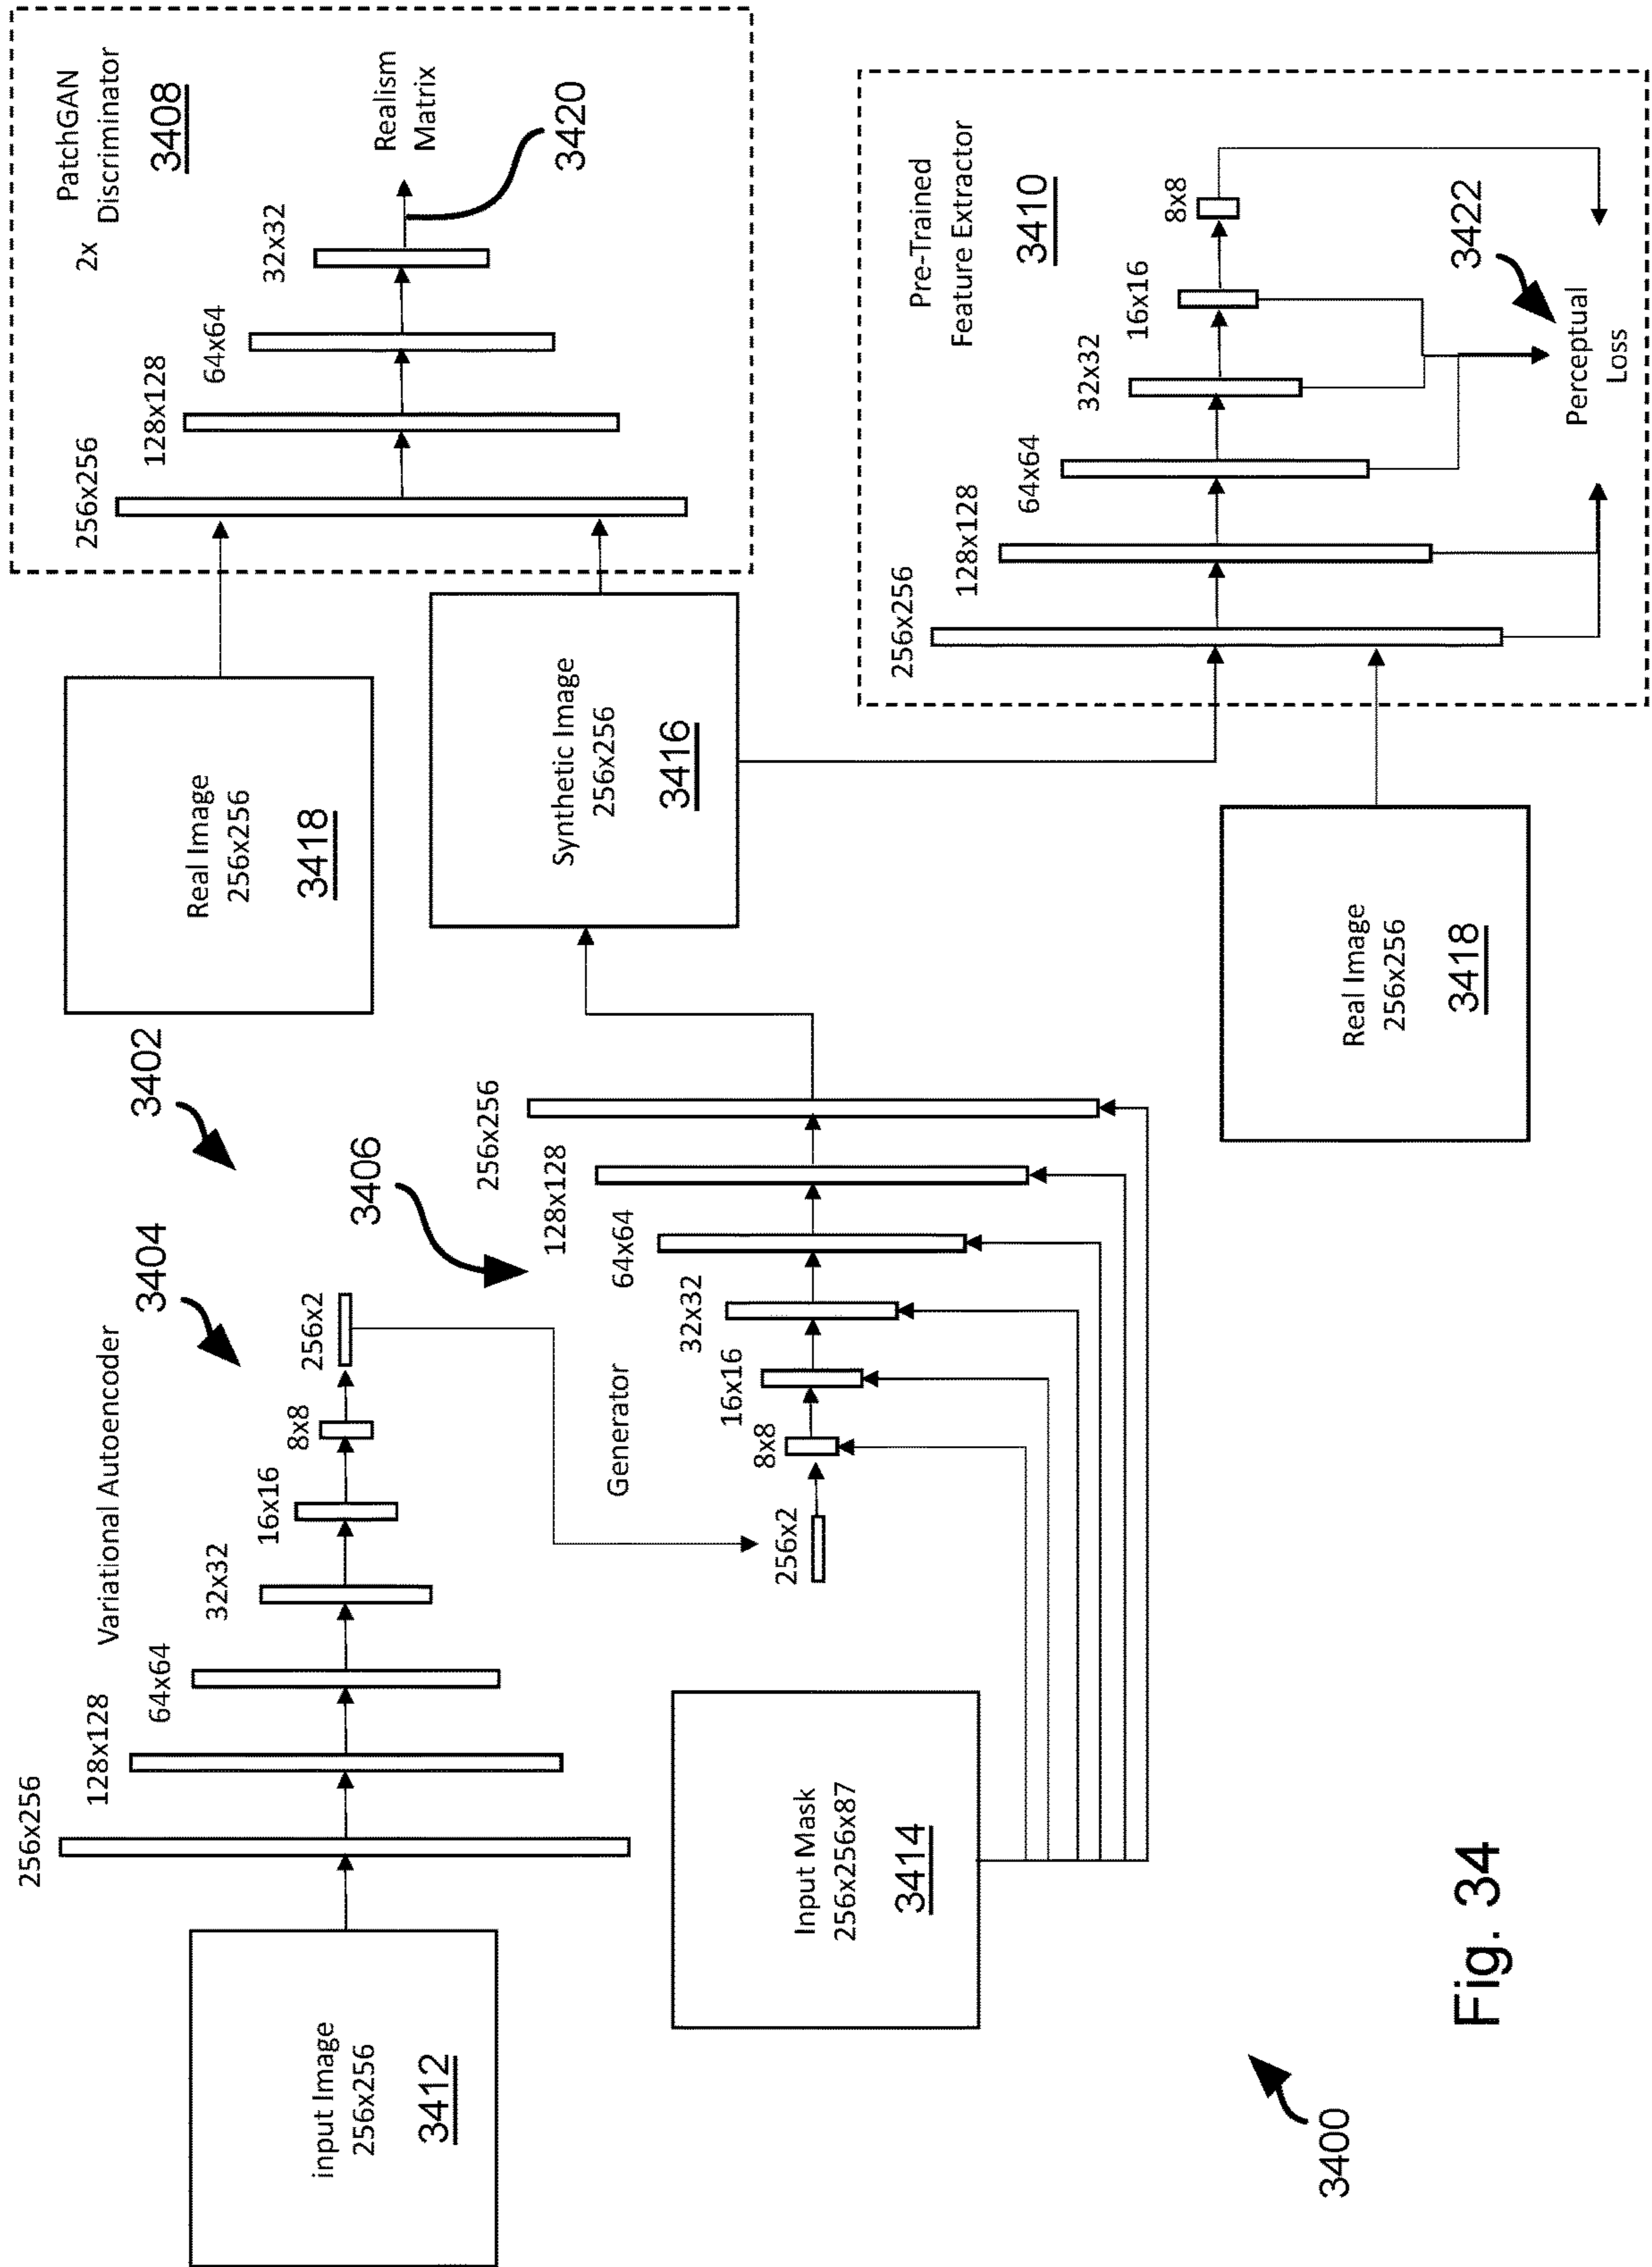 3400
3402
Variational Autoencoder
3404
input Image
256x256
3412
256x256
128x128
64x64
32x32
16x16
8x8
256x2
Input Mask
256x256x87
3414
Generator
3406
256x2
8x8
16x16
32x32
64x64
128x128
256x256
Real Image
256x256
3418
Synthetic Image
256x256
3416
PatchGAN
2x Discriminator
3408
256x256
128x128
64x64
32x32
Realism
Matrix
3420
Real Image
256x256
3418
Pre-Trained
Feature Extractor
3410
256x256
128x128
64x64
32x32
16x16
8x8
3422
Perceptual
Loss
Fig. 34